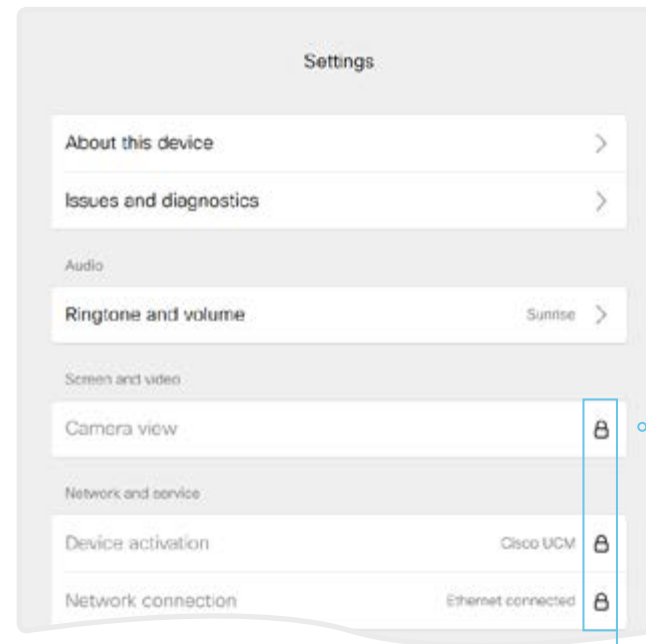 Settings
About this device
Issues and diagnostics
Audio
Ringtone and volume Sunrise
Screen and video
Camera view
Network and service
Device activation Cisco UCM
Network connection Ethernet connected